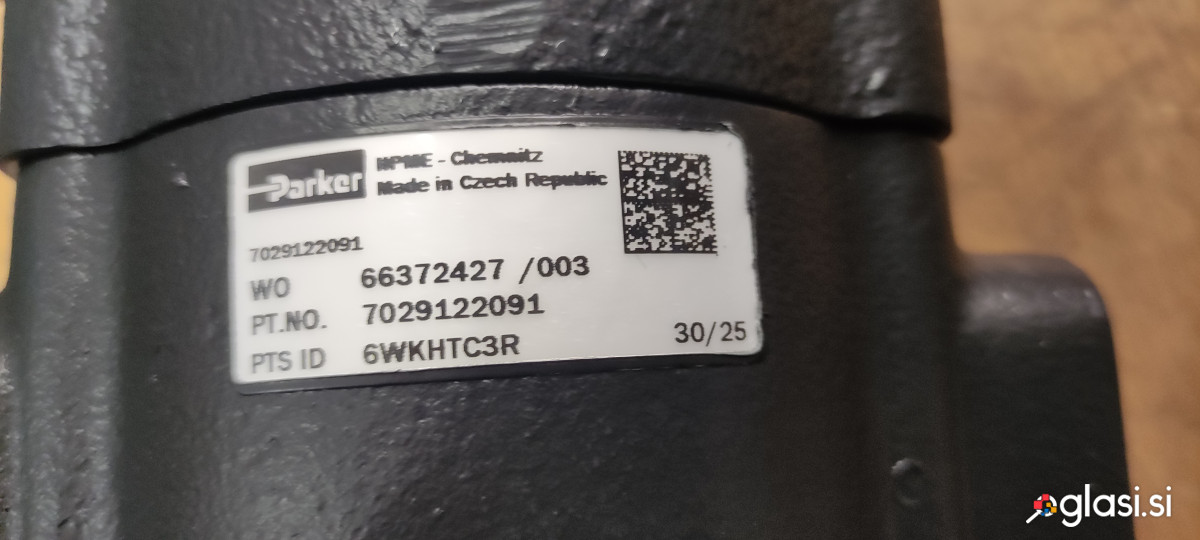 Parker
HPME - Chemnitz
Made in Czech Republic
7029122091
WO 66372427 /003
PT.NO. 7029122091
PTS ID 6WKHTC3R
30/25
oglasi.si